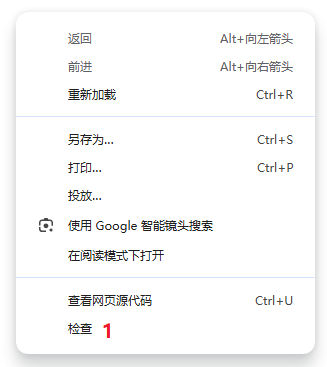 返回 Alt+向左箭头
前进 Alt+向右箭头
重新加载 Ctrl+R
另存为... Ctrl+S
打印... Ctrl+P
投放...
使用 Google 智能镜头搜索
在阅读模式下打开
查看网页源代码 Ctrl+U
检查 1